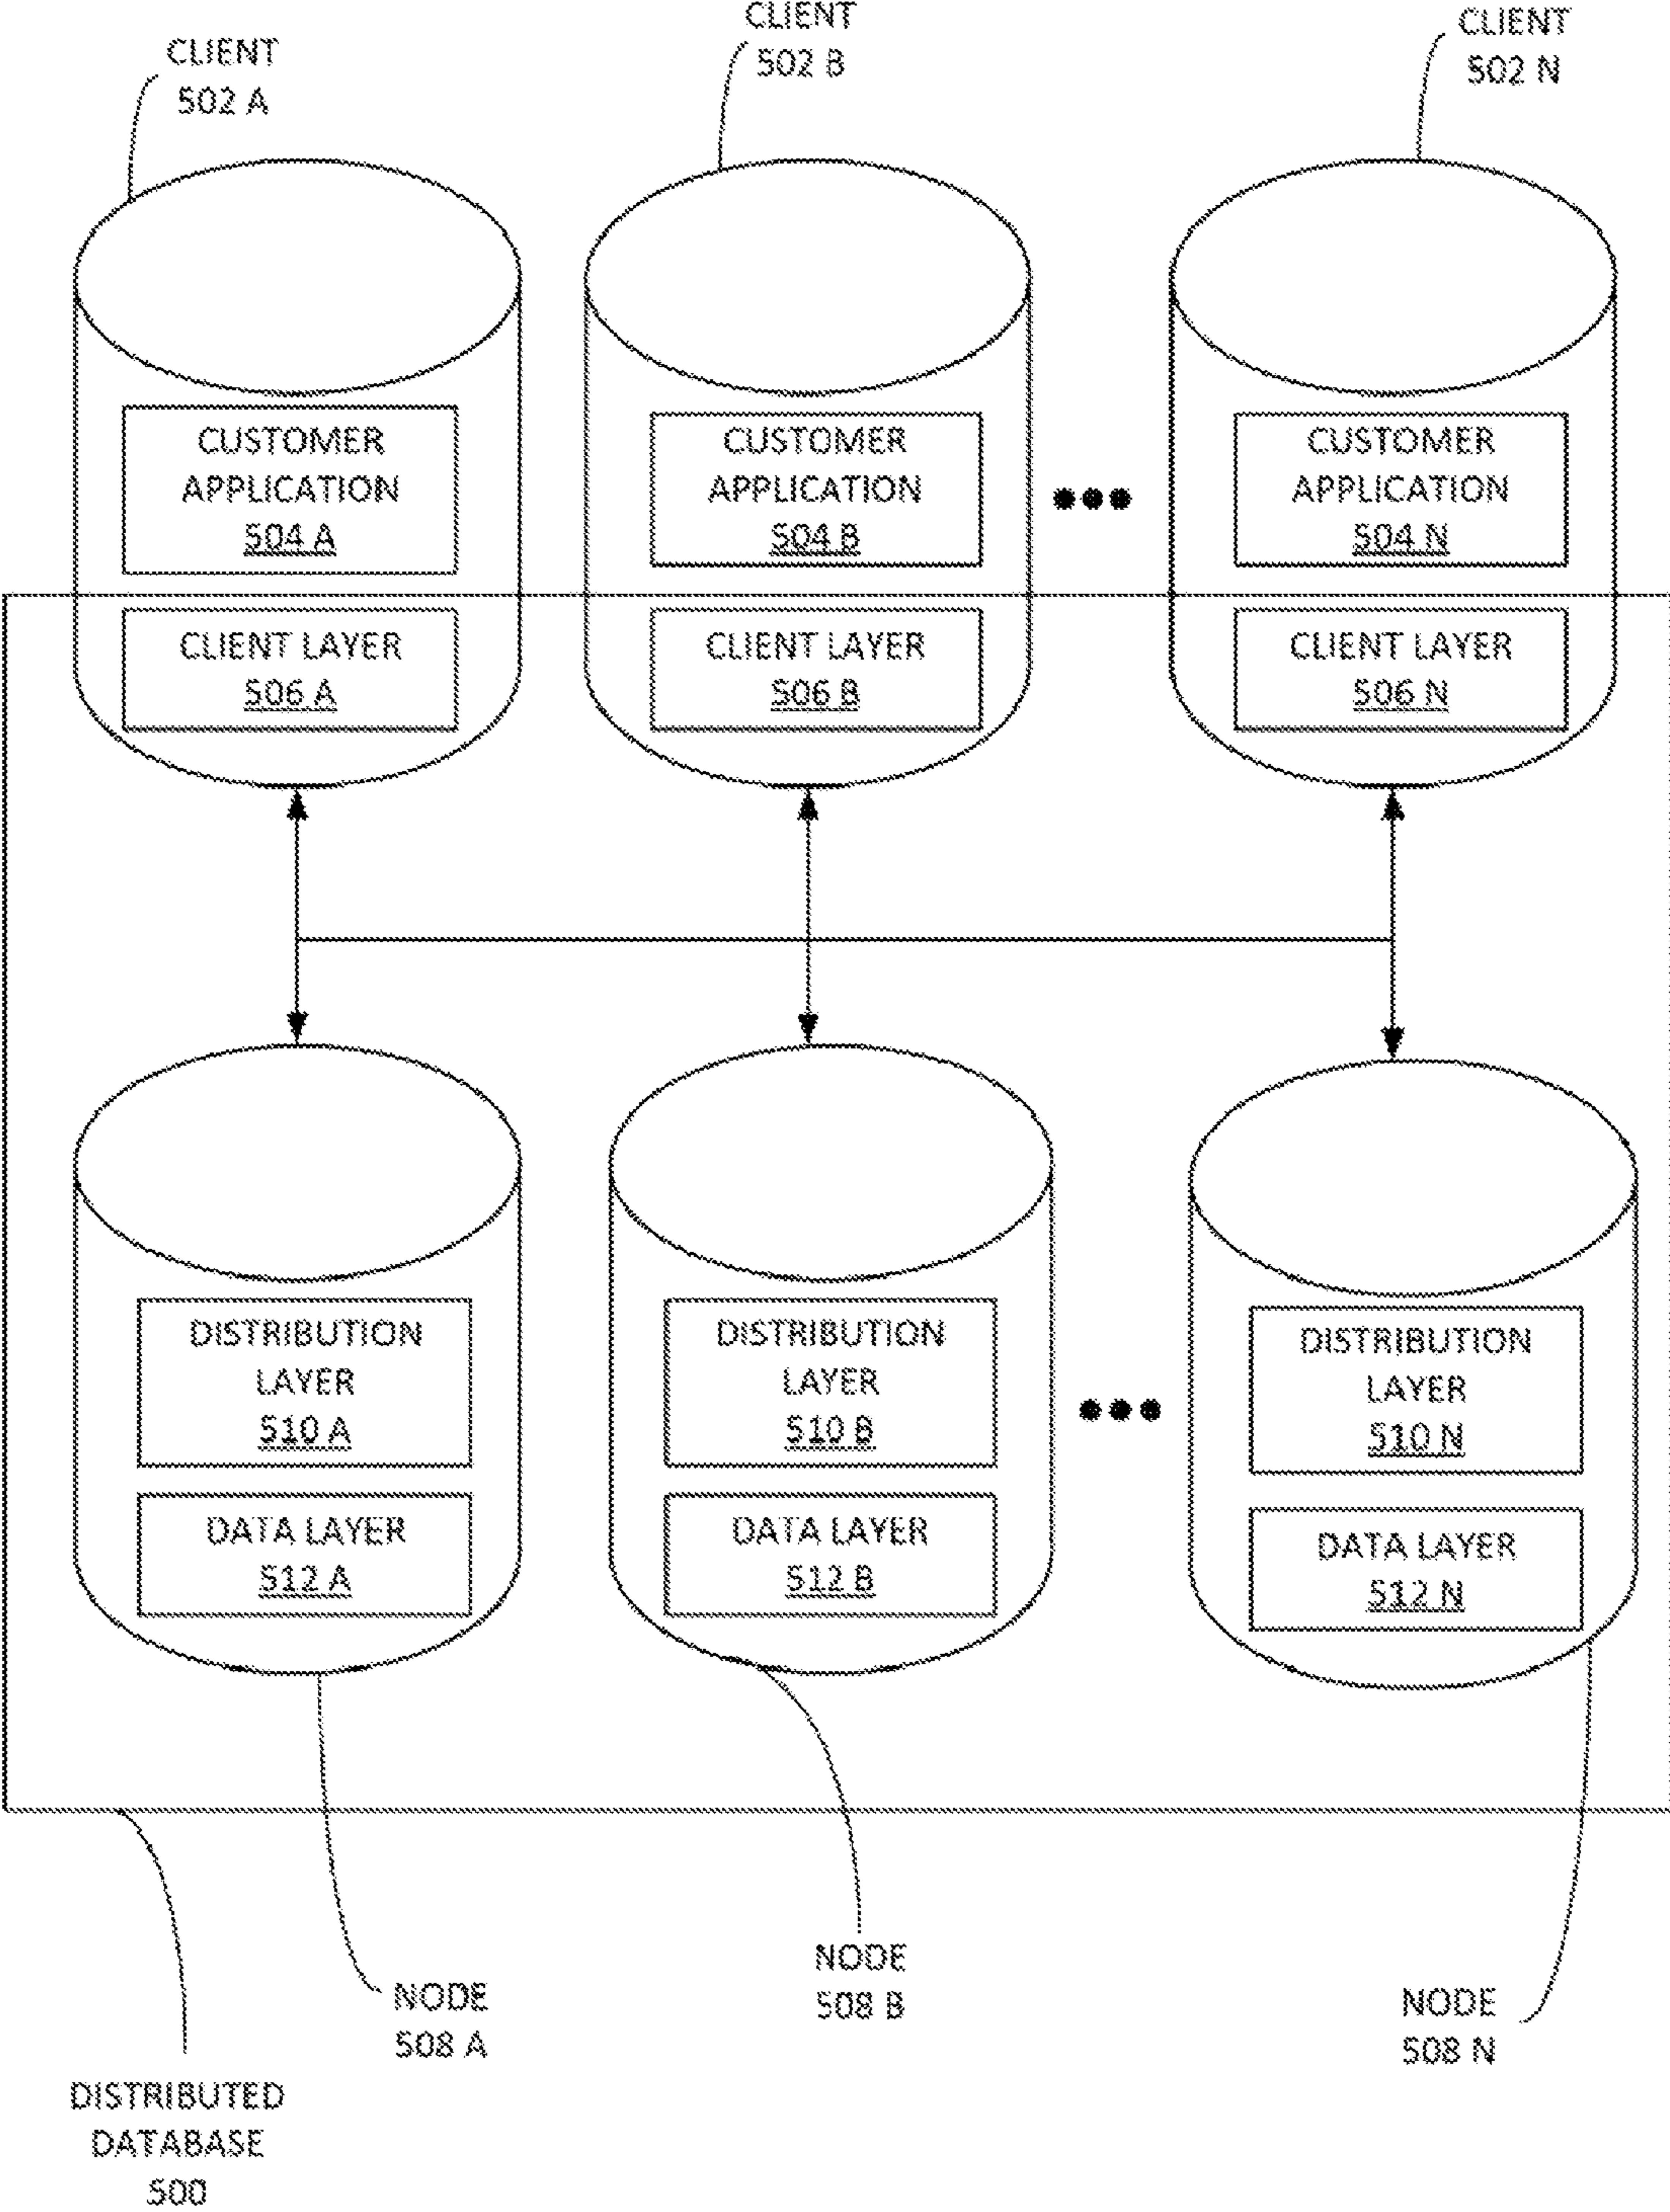 CLIENT
502 A
CLIENT
502 B
CLIENT
502 N
CUSTOMER
APPLICATION
504 A
CUSTOMER
APPLICATION
504 B
CUSTOMER
APPLICATION
504 N
CLIENT LAYER
506 A
CLIENT LAYER
506 B
CLIENT LAYER
506 N
DISTRIBUTION
LAYER
510 A
DISTRIBUTION
LAYER
510 B
DISTRIBUTION
LAYER
510 N
DATA LAYER
512 A
DATA LAYER
512 B
DATA LAYER
512 N
NODE
508 A
NODE
508 B
NODE
508 N
DISTRIBUTED
DATABASE
500